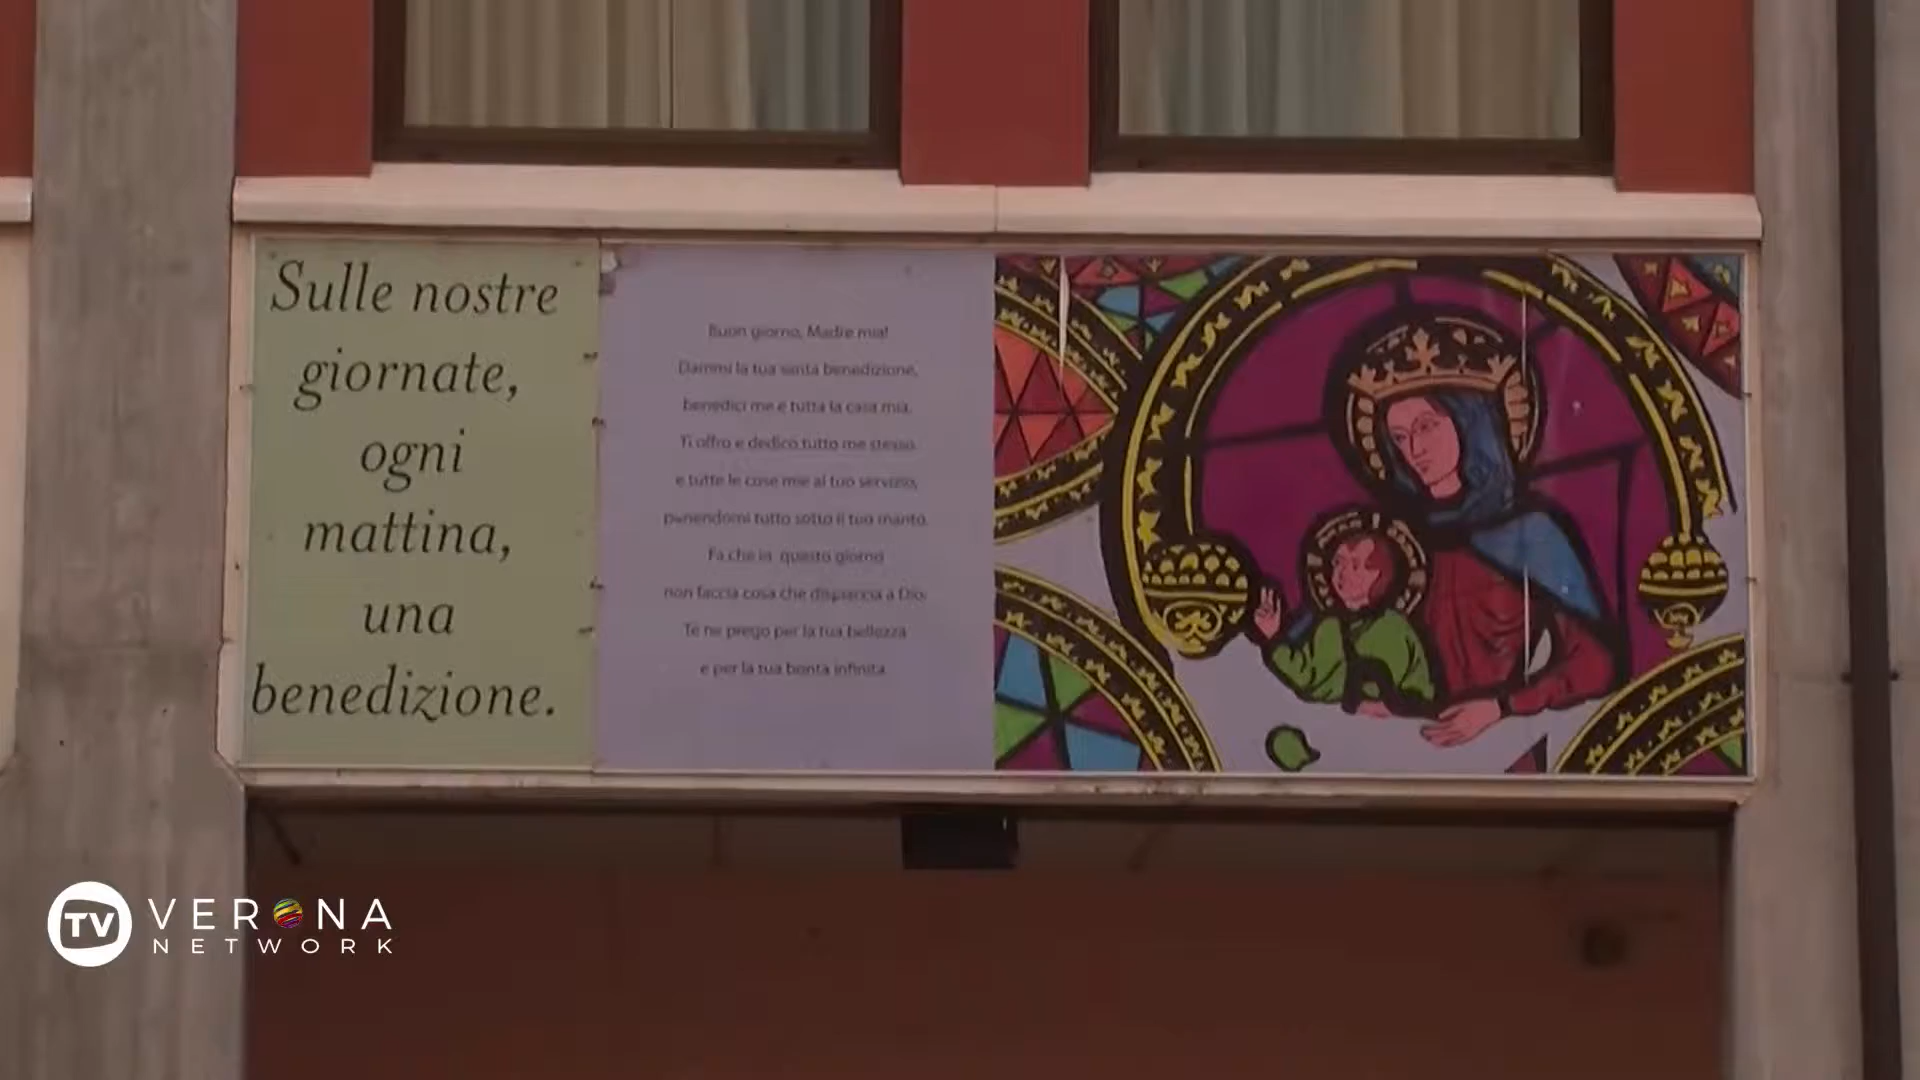 Sulle nostre
giornate,
ogni
mattina,
una
benedizione.
Buon giorno, Madre mia!
Dammi la tua santa benedizione,
benedici me e tutta la casa mia.
Ti offro e dedico tutto me stesso
e tutte le cose mie al tuo servizio,
ponendomi tutto sotto il tuo manto.
Fa che in questo giorno
non faccia cosa che dispiaccia a Dio.
Te ne prego per la tua bellezza
e per la tua bontà infinita
TV VERONA
NETWORK